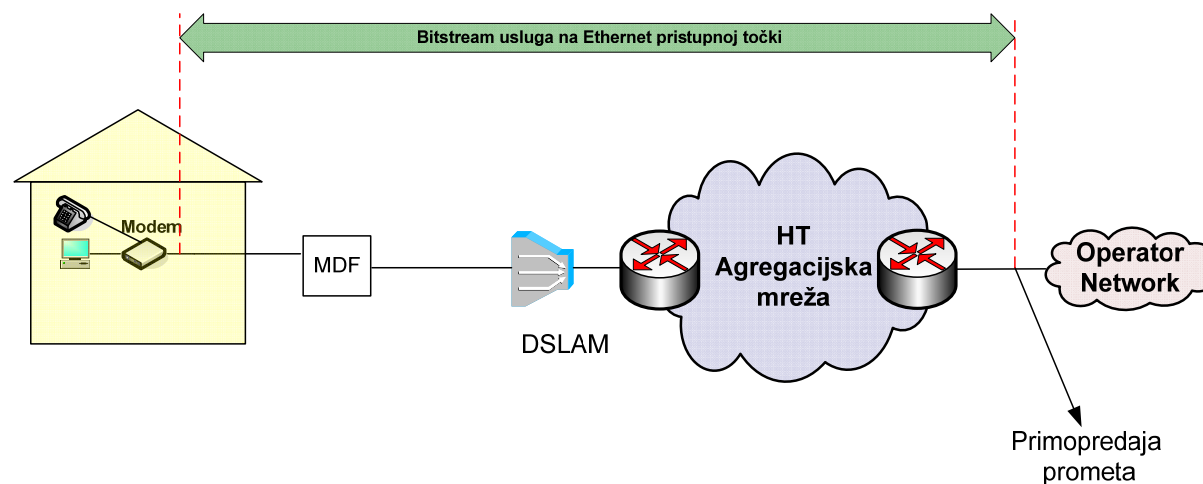 Bitstream usluga na Ethernet pristupnoj točki
Modem
MDF
DSLAM
HT
Agregacijska
mreža
Operator
Network
Primopredaja
prometa